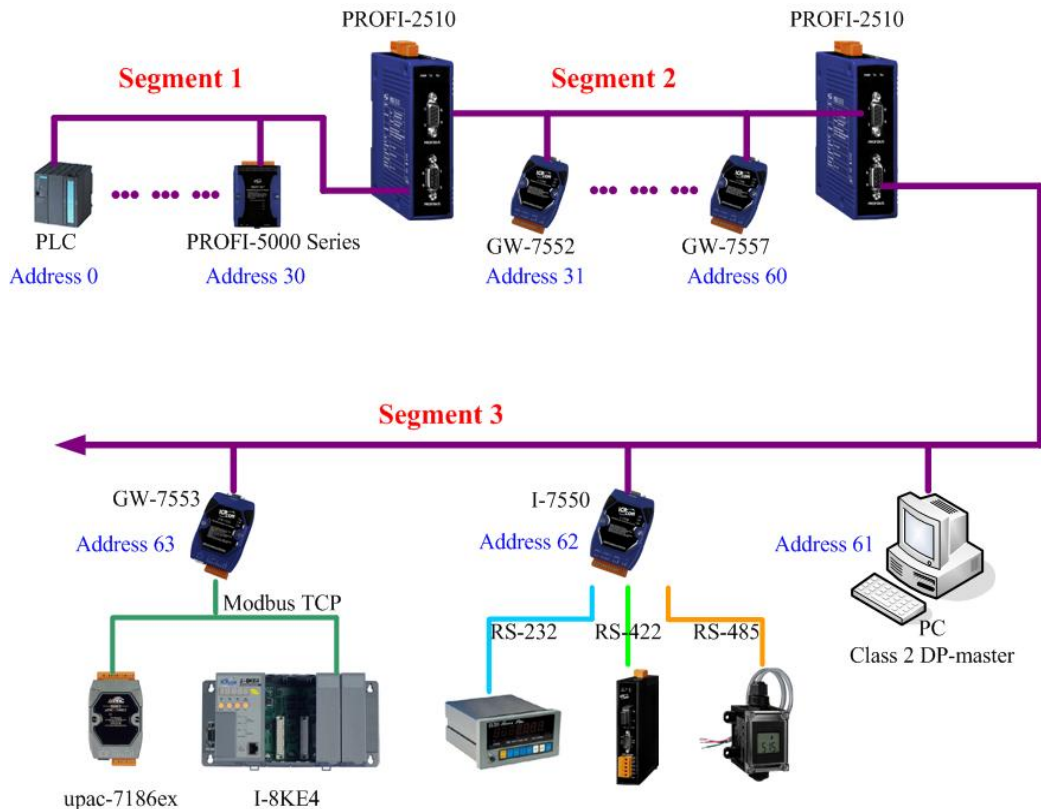 PROFI-2510
PROFI-2510
Segment 1
Segment 2
PLC
PROFI-5000 Series
GW-7552
GW-7557
Address 0
Address 30
Address 31
Address 60
Segment 3
GW-7553
I-7550
Address 63
Address 62
Address 61
Modbus TCP
RS-232
RS-422
RS-485
PC
Class 2 DP-master
upac-7186ex
I-8KE4